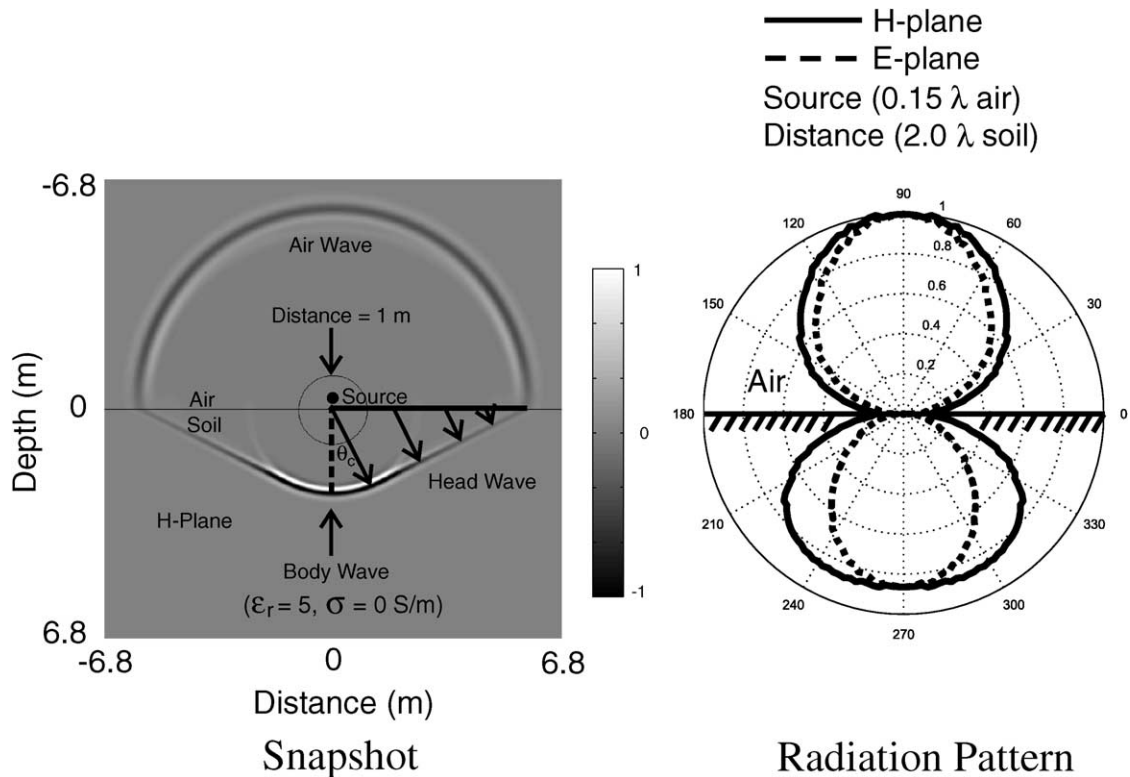 H-plane
E-plane
Source (0.15 λ air)
Distance (2.0 λ soil)
-6.8
0
6.8
Depth (m)
-6.8
0
6.8
Distance (m)
Air Wave
Distance = 1 m
Source
Air
Soil
θc
Head Wave
H-Plane
Body Wave
(εr = 5, σ = 0 S/m)
1
0
-1
90
120
60
1
0.8
0.6
0.4
0.2
150
30
Air
180
0
210
330
240
300
270
Snapshot
Radiation Pattern